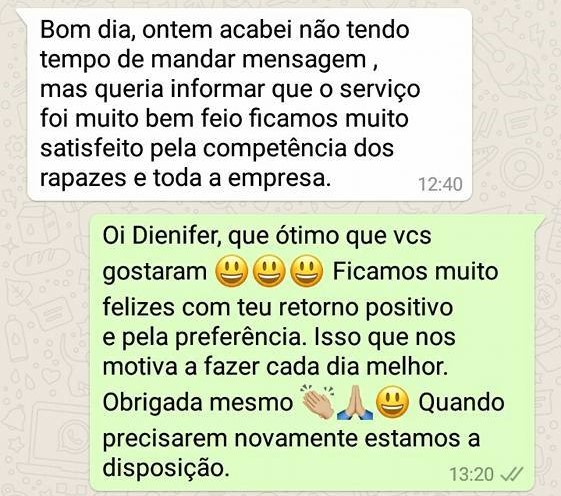 Bom dia, ontem acabei não tendo
tempo de mandar mensagem ,
mas queria informar que o serviço
foi muito bem feio ficamos muito
satisfeito pela competência dos
rapazes e toda a empresa.
12:40
Oi Dienifer, que ótimo que vcs
gostaram 😃😃😃 Ficamos muito
felizes com teu retorno positivo
e pela preferência. Isso que nos
motiva a fazer cada dia melhor.
Obrigada mesmo 👏🏼🙏🏼😃 Quando
precisarem novamente estamos a
disposição.
13:20